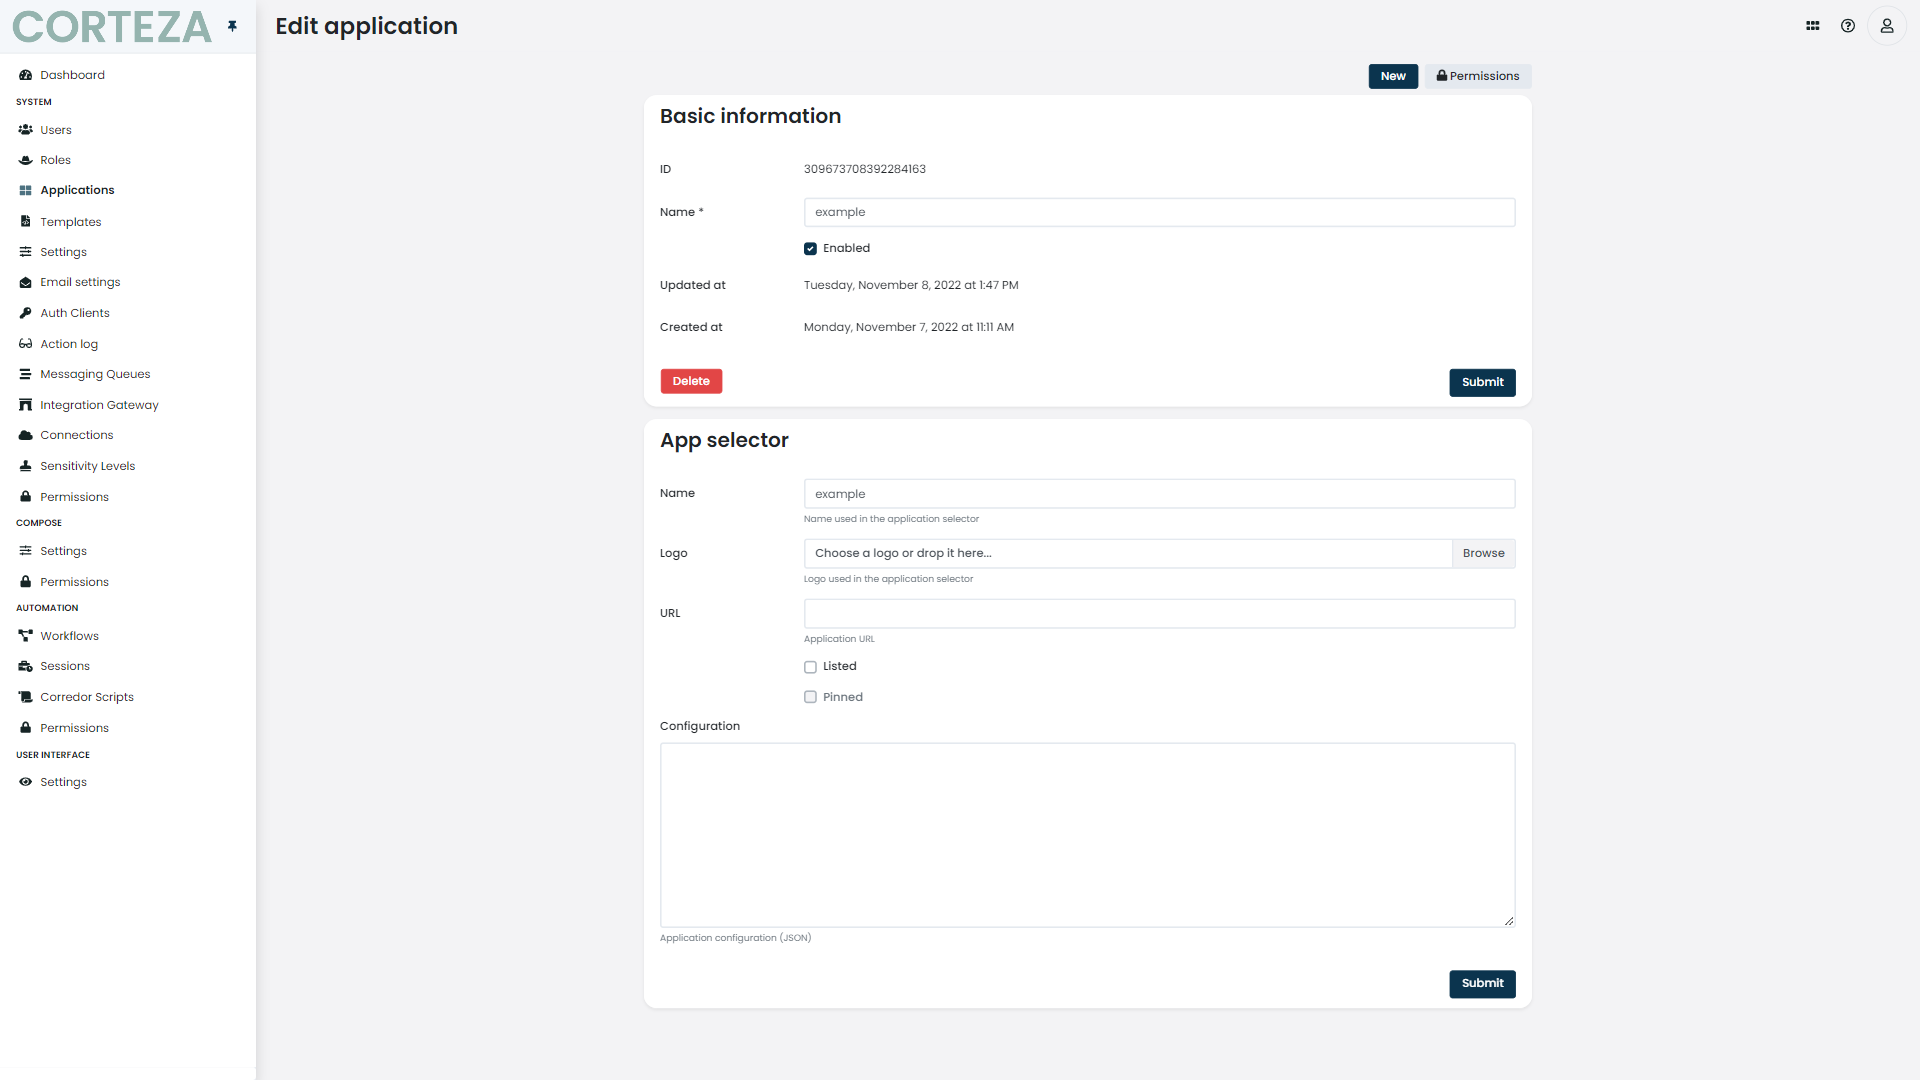 CORTEZA
Edit application
Dashboard
SYSTEM
Users
Roles
Applications
Templates
Settings
Email settings
Auth Clients
Action log
Messaging Queues
Integration Gateway
Connections
Sensitivity Levels
Permissions
COMPOSE
Settings
Permissions
AUTOMATION
Workflows
Sessions
Corredor Scripts
Permissions
USER INTERFACE
Settings
New
Permissions
Basic information
ID 309673708392284163
Name * example
Enabled
Updated at Tuesday, November 8, 2022 at 1:47 PM
Created at Monday, November 7, 2022 at 11:11 AM
Delete
Submit
App selector
Name example
Name used in the application selector
Logo Choose a logo or drop it here... Browse
Logo used in the application selector
URL
Application URL
Listed
Pinned
Configuration
Application configuration (JSON)
Submit